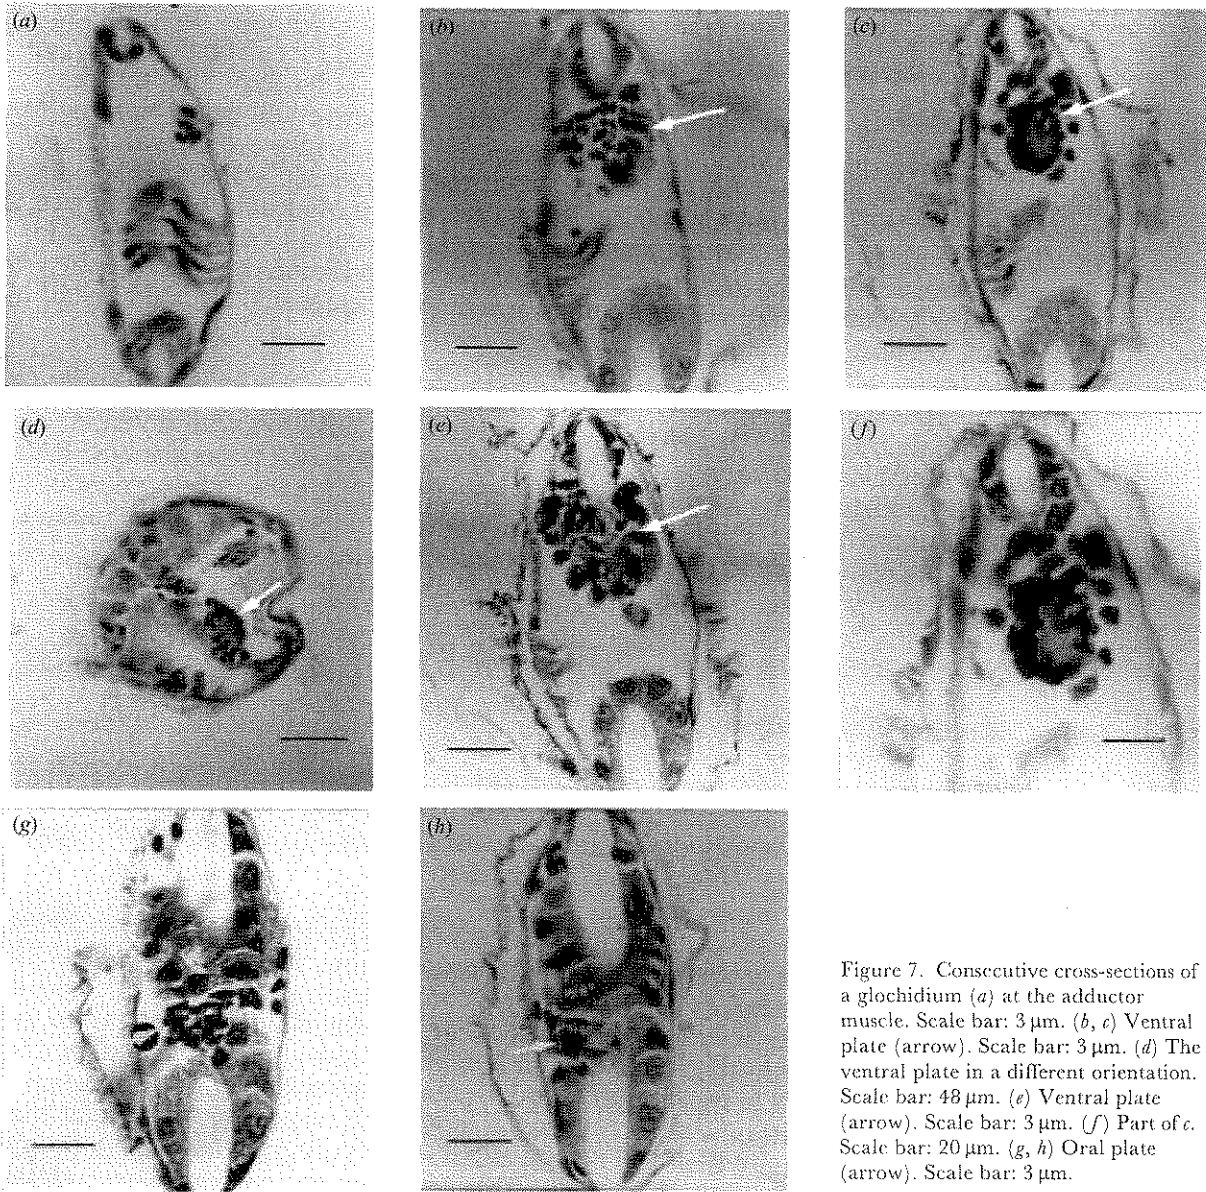 (a)
(b)
(c)
(d)
(e)
(f)
(g)
(h)
Figure 7. Consecutive cross-sections of
a glochidium (a) at the adductor
muscle. Scale bar: 3 μm. (b, c) Ventral
plate (arrow). Scale bar: 3 μm. (d) The
ventral plate in a different orientation.
Scale bar: 48 μm. (e) Ventral plate
(arrow). Scale bar: 3 μm. (f) Part of c.
Scale bar: 20 μm. (g, h) Oral plate
(arrow). Scale bar: 3 μm.